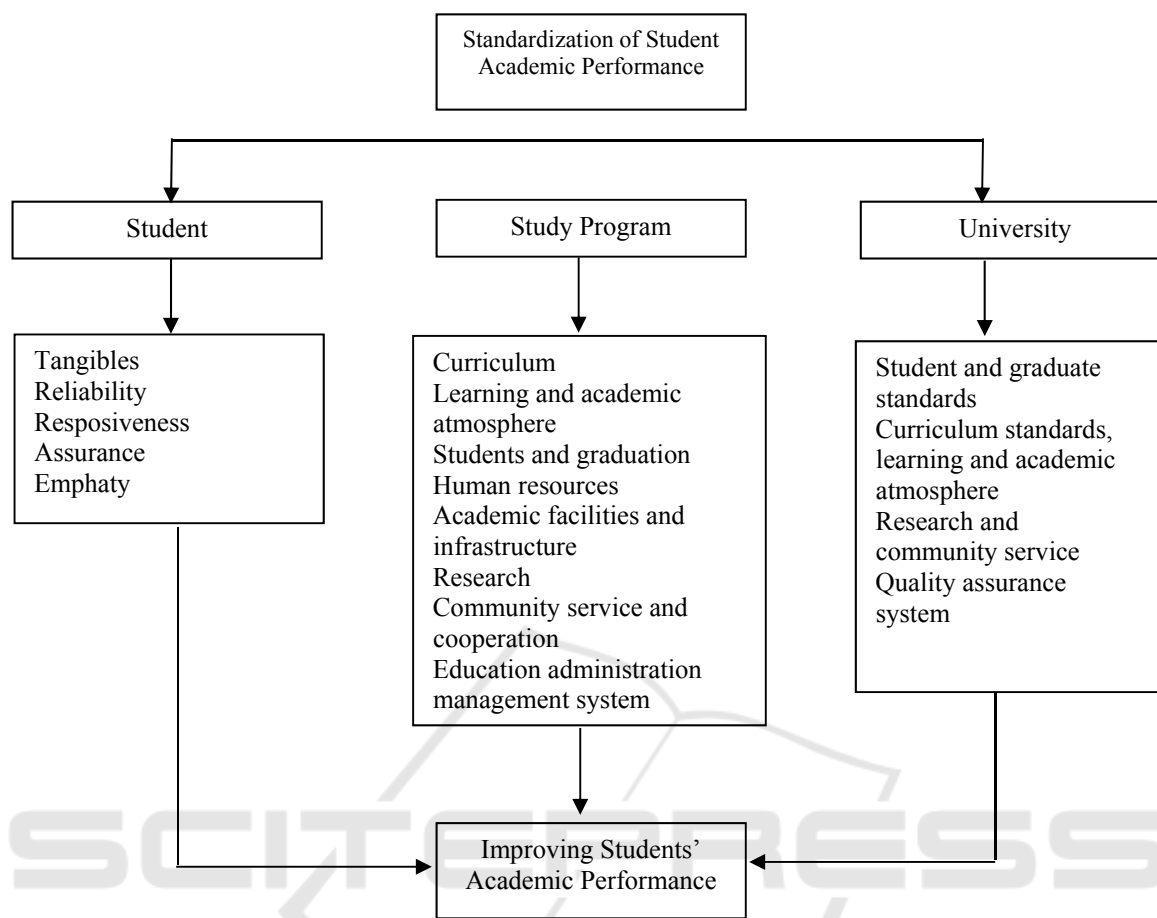 Standardization of Student
Academic Performance
Student
Study Program
University
Tangibles
Reliability
Resposiveness
Assurance
Emphaty
Curriculum
Learning and academic
atmosphere
Students and graduation
Human resources
Academic facilities and
infrastructure
Research
Community service and
cooperation
Education administration
management system
Student and graduate
standards
Curriculum standards,
learning and academic
atmosphere
Research and
community service
Quality assurance
system
Improving Students’
Academic Performance
SCITEPRESS